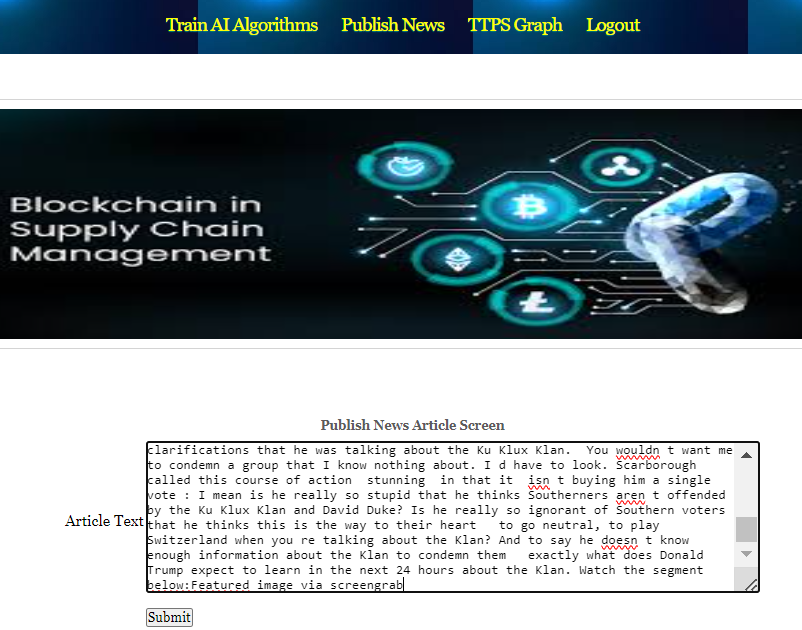 Train AI Algorithms Publish News TTPS Graph Logout
Blockchain in
Supply Chain
Management
Publish News Article Screen
Article Text
clarifications that he was talking about the Ku Klux Klan.  You wouldn t want me
to condemn a group that I know nothing about. I d have to look. Scarborough
called this course of action  stunning  in that it  isn t buying him a single
vote : I mean is he really so stupid that he thinks Southerners aren t offended
by the Ku Klux Klan and David Duke? Is he really so ignorant of Southern voters
that he thinks this is the way to their heart   to go neutral, to play
Switzerland when you re talking about the Klan? And to say he doesn t know
enough information about the Klan to condemn them   exactly what does Donald
Trump expect to learn in the next 24 hours about the Klan. Watch the segment
below:Featured image via screengrab
Submit